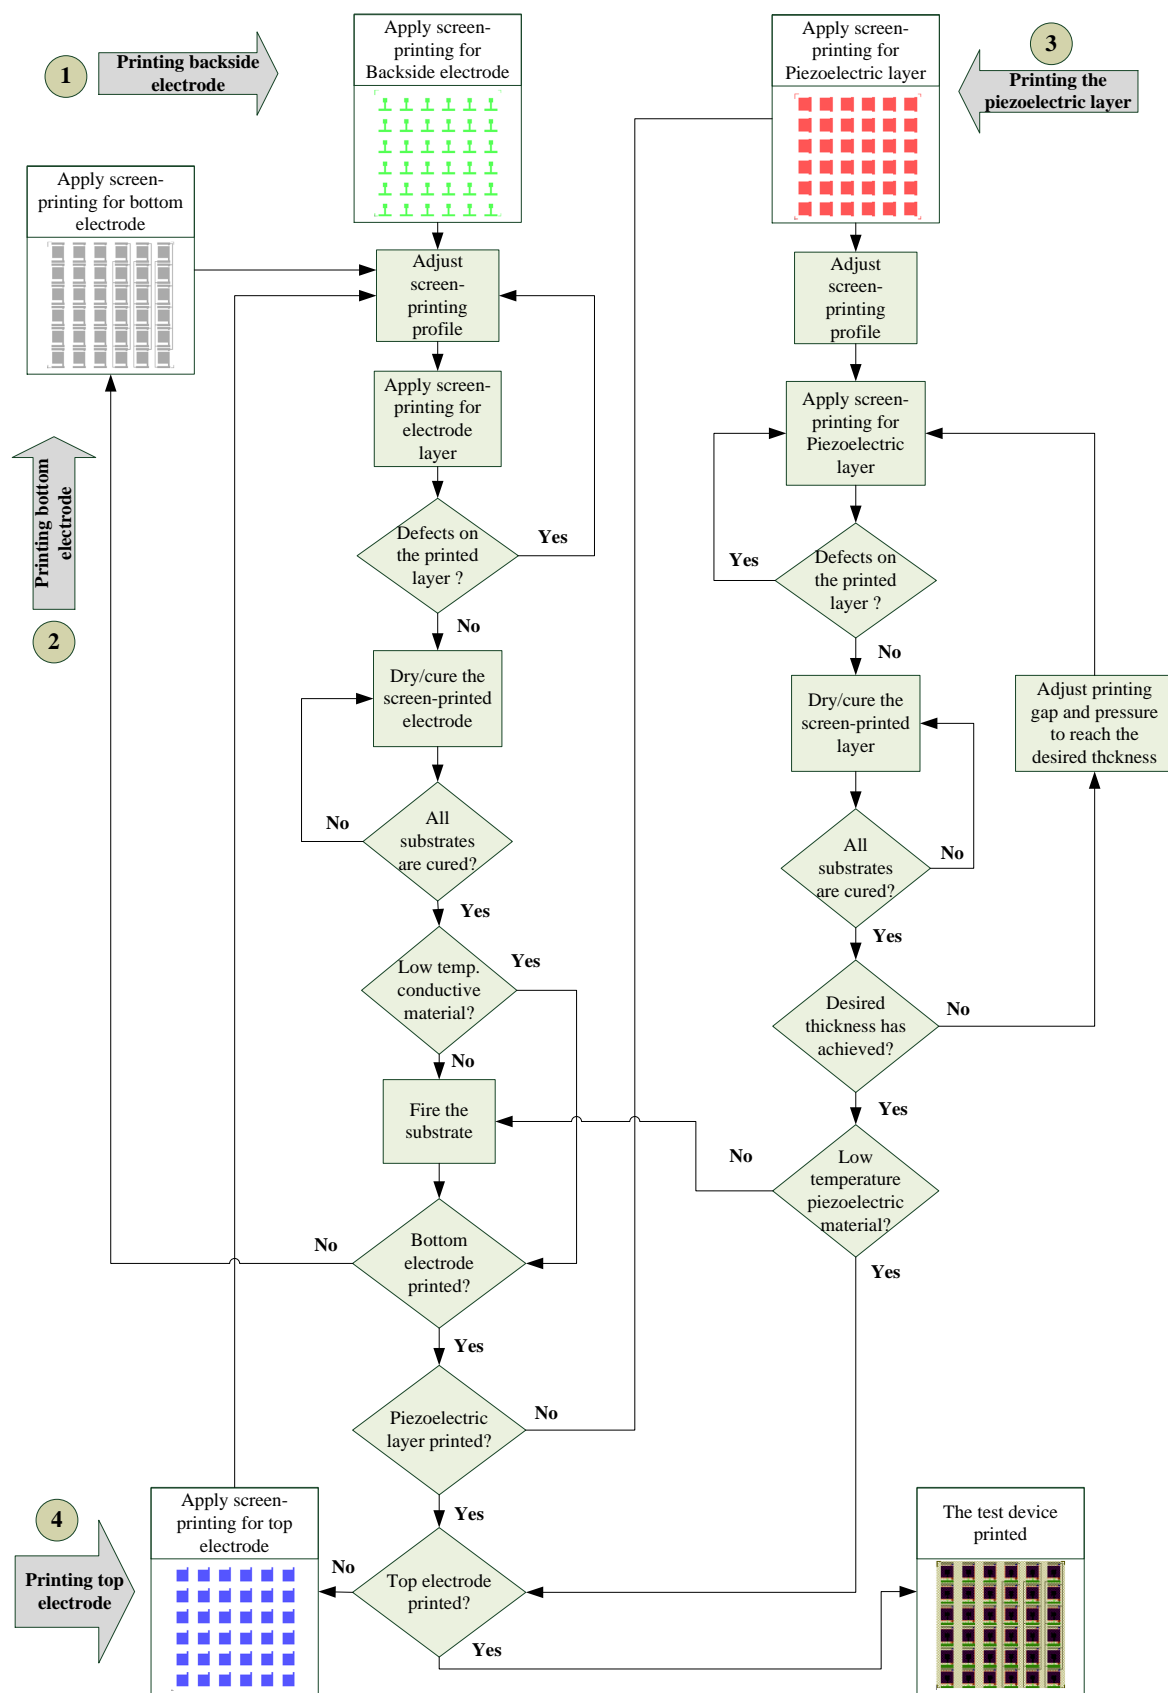 1
Printing backside
electrode
Apply screen-
printing for
Backside electrode
Apply screen-
printing for
Piezoelectric layer
3
Printing the
piezoelectric layer
Apply screen-
printing for bottom
electrode
2
Printing bottom
electrode
Adjust
screen-
printing
profile
Apply screen-
printing for
electrode
layer
Defects on
the printed
layer ?
Yes
No
Dry/cure the
screen-printed
electrode
All
substrates
are cured?
No
Yes
Low temp.
conductive
material?
Yes
No
Fire the
substrate
Bottom
electrode
printed?
No
Yes
Piezoelectric
layer printed?
No
Yes
Top electrode
printed?
No
Yes
Adjust
screen-
printing
profile
Apply screen-
printing for
Piezoelectric
layer
Defects on
the printed
layer ?
Yes
No
Dry/cure the
screen-printed
layer
All
substrates
are cured?
No
Yes
Desired
thickness has
achieved?
No
Yes
Adjust printing
gap and pressure
to reach the
desired thckness
Low
temperature
piezoelectric
material?
No
Yes
4
Printing top
electrode
Apply screen-
printing for top
electrode
The test device
printed